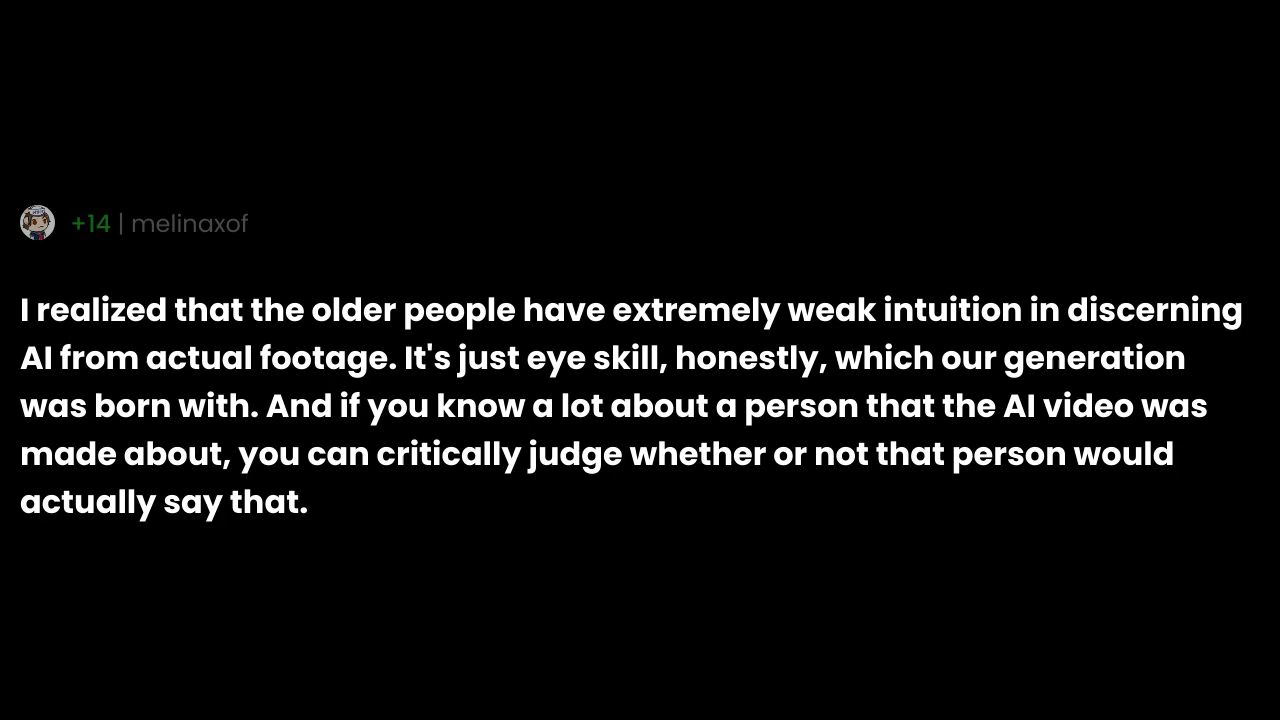 +14 | melinaxof
I realized that the older people have extremely weak intuition in discerning
AI from actual footage. It's just eye skill, honestly, which our generation
was born with. And if you know a lot about a person that the AI video was
made about, you can critically judge whether or not that person would
actually say that.